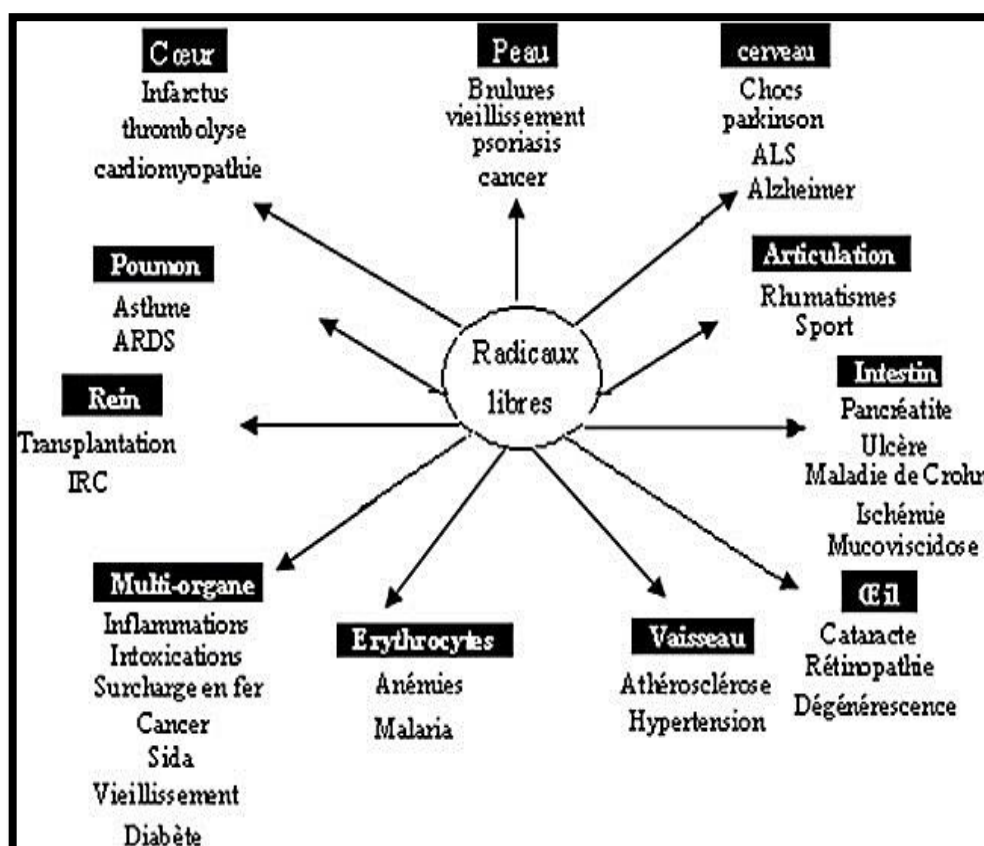 Cœur
Infarctus
thrombolyse
cardiomyopathie
Peau
Brulures
vieillissement
psoriasis
cancer
cerveau
Chocs
parkinson
ALS
Alzheimer
Poumon
Asthme
ARDS
Articulation
Rhumatismes
Sport
Radicaux
libres
Rein
Transplantation
IRC
Intestin
Pancréatite
Ulcère
Maladie de Crohn
Ischémie
Mucoviscidose
Multi-organe
Inflammations
Intoxications
Surcharge en fer
Cancer
Sida
Vieillissement
Diabète
Erythrocytes
Anémies
Malaria
Vaisseau
Athérosclérose
Hypertension
Œil
Cataracte
Rétinopathie
Dégénérescence